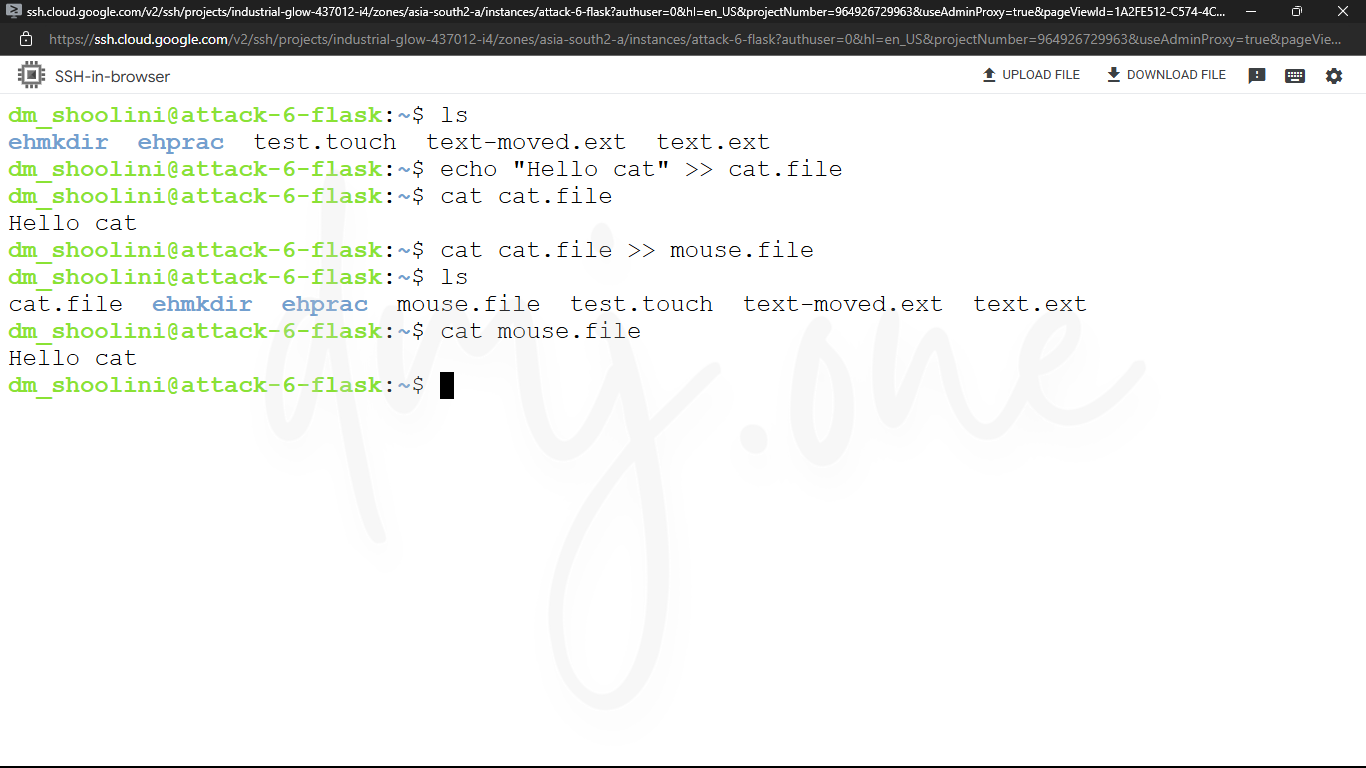 ssh.cloud.google.com/v2/ssh/projects/industrial-glow-437012-i4/zones/asia-south2-a/instances/attack-6-flask?authuser=0&hl=en_US&projectNumber=964926729963&useAdminProxy=true&pageViewId=1A2FE512-C574-4C...
https://ssh.cloud.google.com/v2/ssh/projects/industrial-glow-437012-i4/zones/asia-south2-a/instances/attack-6-flask?authuser=0&hl=en_US&projectNumber=964926729963&useAdminProxy=true&pageVie...
SSH-in-browser UPLOAD FILE DOWNLOAD FILE
dm_shoolini@attack-6-flask:~$ ls
ehmkdir ehprac test.touch text-moved.ext text.ext
dm_shoolini@attack-6-flask:~$ echo "Hello cat" >> cat.file
dm_shoolini@attack-6-flask:~$ cat cat.file
Hello cat
dm_shoolini@attack-6-flask:~$ cat cat.file >> mouse.file
dm_shoolini@attack-6-flask:~$ ls
cat.file ehmkdir ehprac mouse.file test.touch text-moved.ext text.ext
dm_shoolini@attack-6-flask:~$ cat mouse.file
Hello cat
dm_shoolini@attack-6-flask:~$
dmj.one